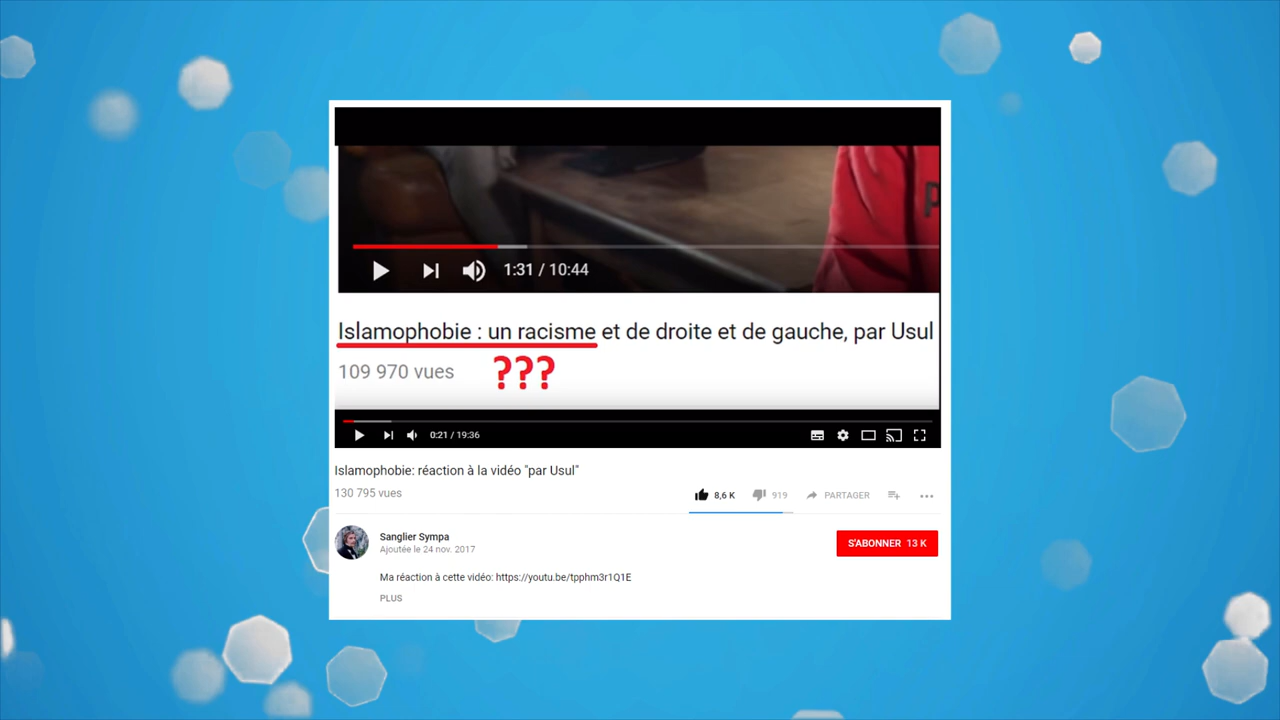 1:31 / 10:44
Islamophobie : un racisme et de droite et de gauche, par Usul
109 970 vues ???
0:21 / 19:36
Islamophobie: réaction à la vidéo "par Usul"
130 795 vues
8,6 K 919 PARTAGER
Sanglier Sympa
Ajoutée le 24 nov. 2017
S'ABONNER 13 K
Ma réaction à cette vidéo: https://youtu.be/tpphm3r1Q1E
PLUS